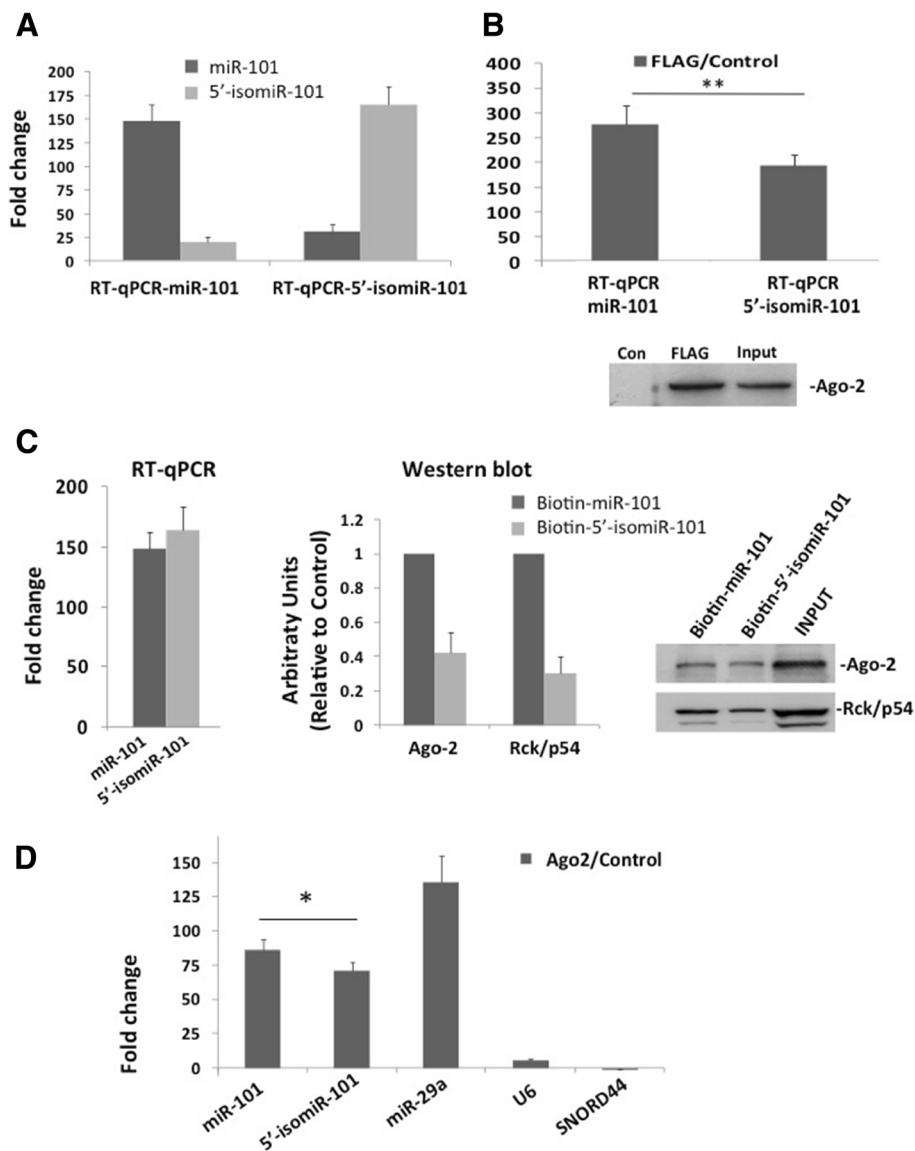 A
Fold change
200
175
150
125
100
75
50
25
0
miR-101
5'-isomiR-101
RT-qPCR-miR-101
RT-qPCR-5'-isomiR-101
B
400
350
300
250
200
150
100
50
0
FLAG/Control
**
RT-qPCR
miR-101
RT-qPCR
5'-isomiR-101
Con FLAG Input
-Ago-2
C
RT-qPCR
Fold change
200
150
100
50
0
miR-101
5'-isomiR-101
Western blot
Biotin-miR-101
Biotin-5'-isomiR-101
Arbitraty Units
(Relative to Control)
1.2
1
0.8
0.6
0.4
0.2
0
Ago-2
Rck/p54
Biotin-miR-101
Biotin-5'-isomiR-101
INPUT
-Ago-2
-Rck/p54
D
Fold change
150
125
100
75
50
25
0
Ago2/Control
*
miR-101
5'-isomiR-101
miR-29a
U6
SNORD44